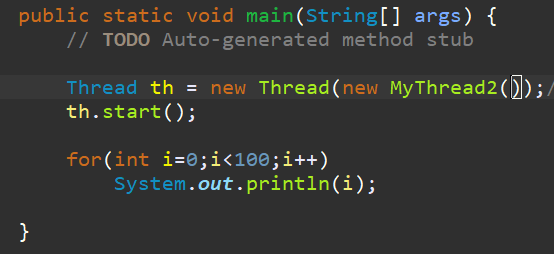 public static void main(String[] args) {
// TODO Auto-generated method stub
Thread th = new Thread(new MyThread2());/
th.start();
for(int i=0;i<100;i++)
System.out.println(i);
}